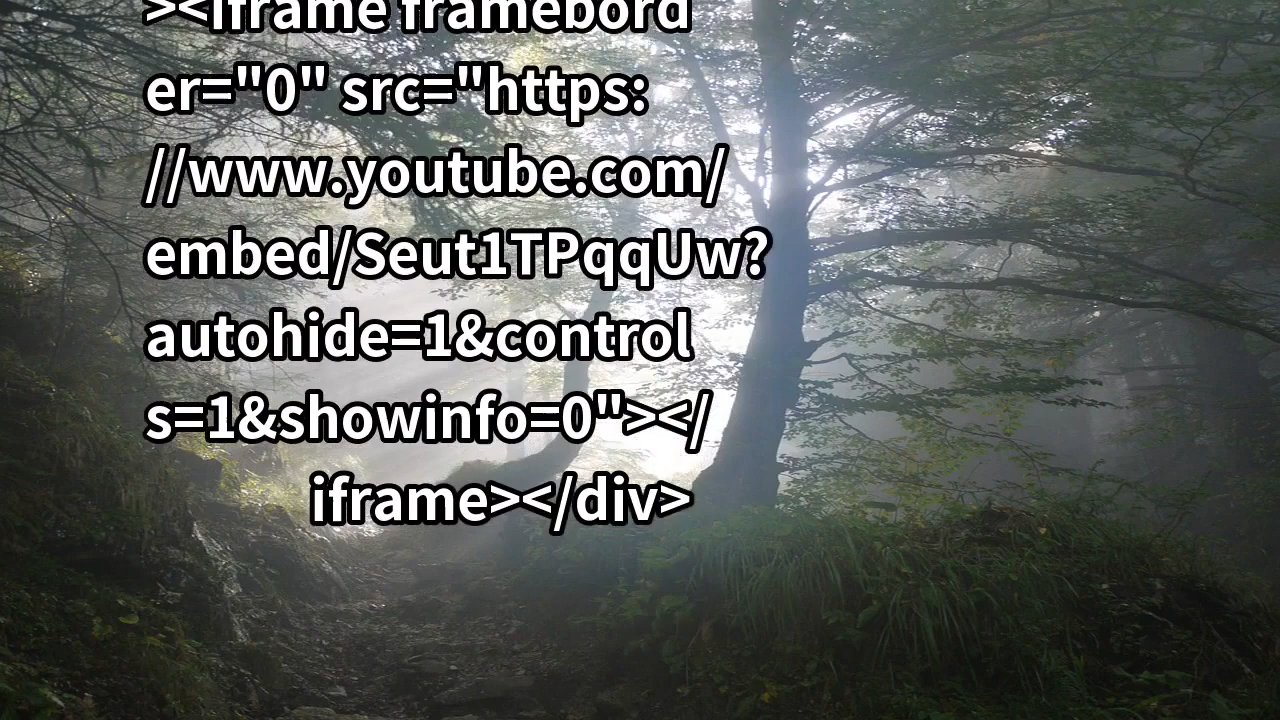 ><iframe framebord
er="0" src="https:
//www.youtube.com/
embed/Seut1TPqqUw?
autohide=1&control
s=1&showinfo=0"></
iframe></div>